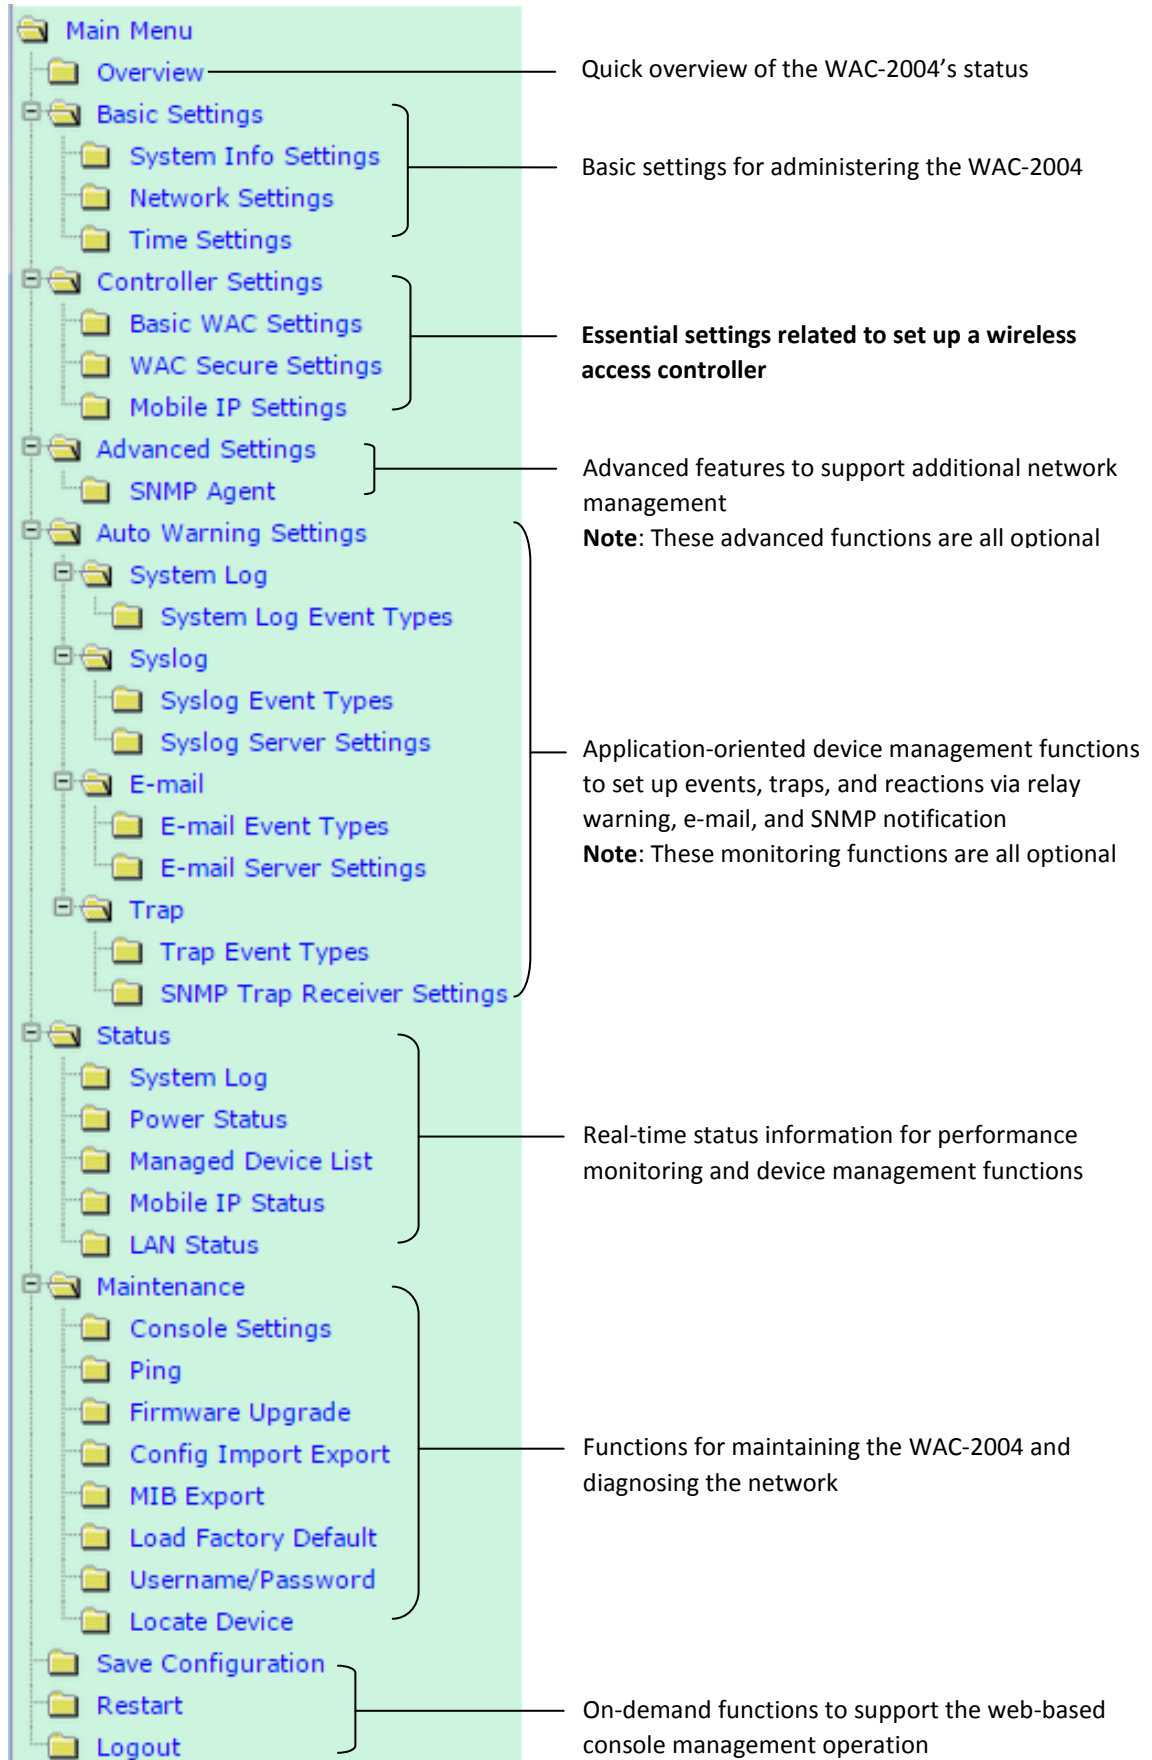 Main Menu
Overview
Quick overview of the WAC-2004’s status
Basic Settings
System Info Settings
Network Settings
Time Settings
Basic settings for administering the WAC-2004
Controller Settings
Basic WAC Settings
WAC Secure Settings
Mobile IP Settings
Essential settings related to set up a wireless
access controller
Advanced Settings
SNMP Agent
Advanced features to support additional network
management
Note: These advanced functions are all optional
Auto Warning Settings
System Log
System Log Event Types
Syslog
Syslog Event Types
Syslog Server Settings
E-mail
E-mail Event Types
E-mail Server Settings
Trap
Trap Event Types
SNMP Trap Receiver Settings
Application-oriented device management functions
to set up events, traps, and reactions via relay
warning, e-mail, and SNMP notification
Note: These monitoring functions are all optional
Status
System Log
Power Status
Managed Device List
Mobile IP Status
LAN Status
Real-time status information for performance
monitoring and device management functions
Maintenance
Console Settings
Ping
Firmware Upgrade
Config Import Export
MIB Export
Load Factory Default
Username/Password
Locate Device
Functions for maintaining the WAC-2004 and
diagnosing the network
Save Configuration
Restart
Logout
On-demand functions to support the web-based
console management operation